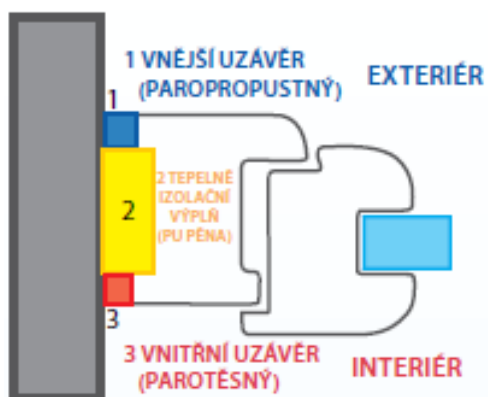 1 VNĚJŠÍ UZÁVĚR
(PAROPROPUSTNÝ)
EXTERIÉR
1
2 TEPELNĚ
IZOLAČNÍ
VÝPLŇ
(PU PĚNA)
2
3
3 VNITŘNÍ UZÁVĚR
(PAROTĚSNÝ)
INTERIÉR